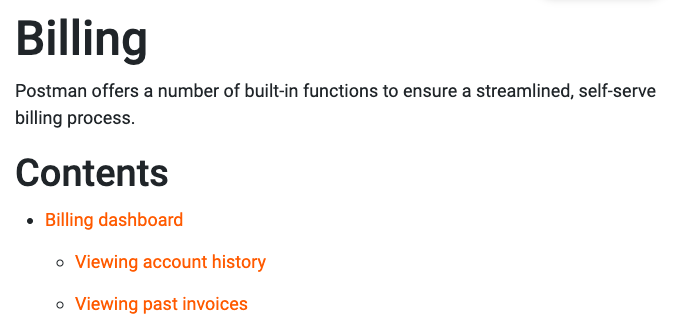 Billing
Postman offers a number of built-in functions to ensure a streamlined, self-serve
billing process.
Contents
Billing dashboard
Viewing account history
Viewing past invoices